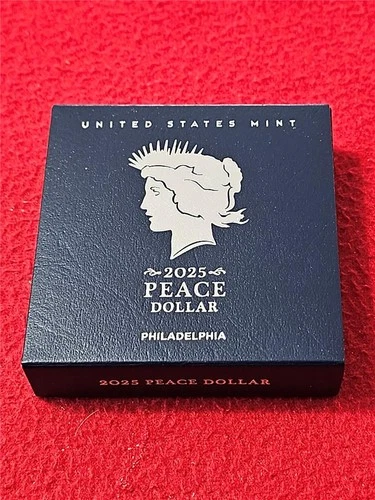 UNITED STATES MINT
2025
PEACE
DOLLAR
PHILADELPHIA
2025 PEACE DOLLAR